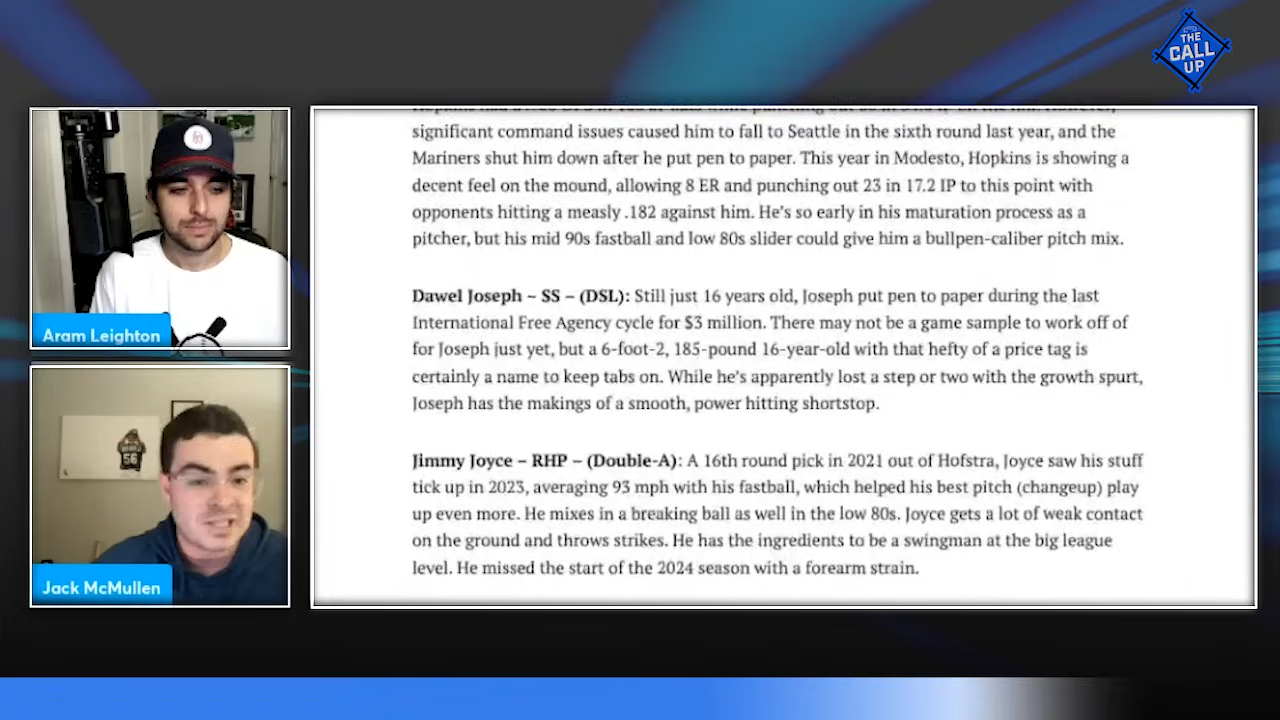 THE
CALL
UP
significant command issues caused him to fall to Seattle in the sixth round last year, and the
Mariners shut him down after he put pen to paper. This year in Modesto, Hopkins is showing a
decent feel on the mound, allowing 8 ER and punching out 23 in 17.2 IP to this point with
opponents hitting a measly .182 against him. He's so early in his maturation process as a
pitcher, but his mid 90s fastball and low 80s slider could give him a bullpen-caliber pitch mix.
Dawel Joseph – SS – (DSL): Still just 16 years old, Joseph put pen to paper during the last
International Free Agency cycle for $3 million. There may not be a game sample to work off of
for Joseph just yet, but a 6-foot-2, 185-pound 16-year-old with that hefty of a price tag is
certainly a name to keep tabs on. While he's apparently lost a step or two with the growth spurt,
Joseph has the makings of a smooth, power hitting shortstop.
Jimmy Joyce – RHP – (Double-A): A 16th round pick in 2021 out of Hofstra, Joyce saw his stuff
tick up in 2023, averaging 93 mph with his fastball, which helped his best pitch (changeup) play
up even more. He mixes in a breaking ball as well in the low 80s. Joyce gets a lot of weak contact
on the ground and throws strikes. He has the ingredients to be a swingman at the big league
level. He missed the start of the 2024 season with a forearm strain.
Aram Leighton
56
Jack McMullen